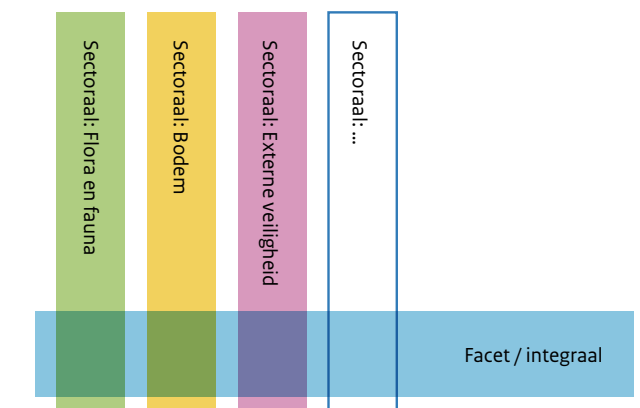 Sectoraal: Flora en fauna
Sectoraal: Bodem
Sectoraal: Externe veiligheid
Sectoraal: ...
Facet / integraal